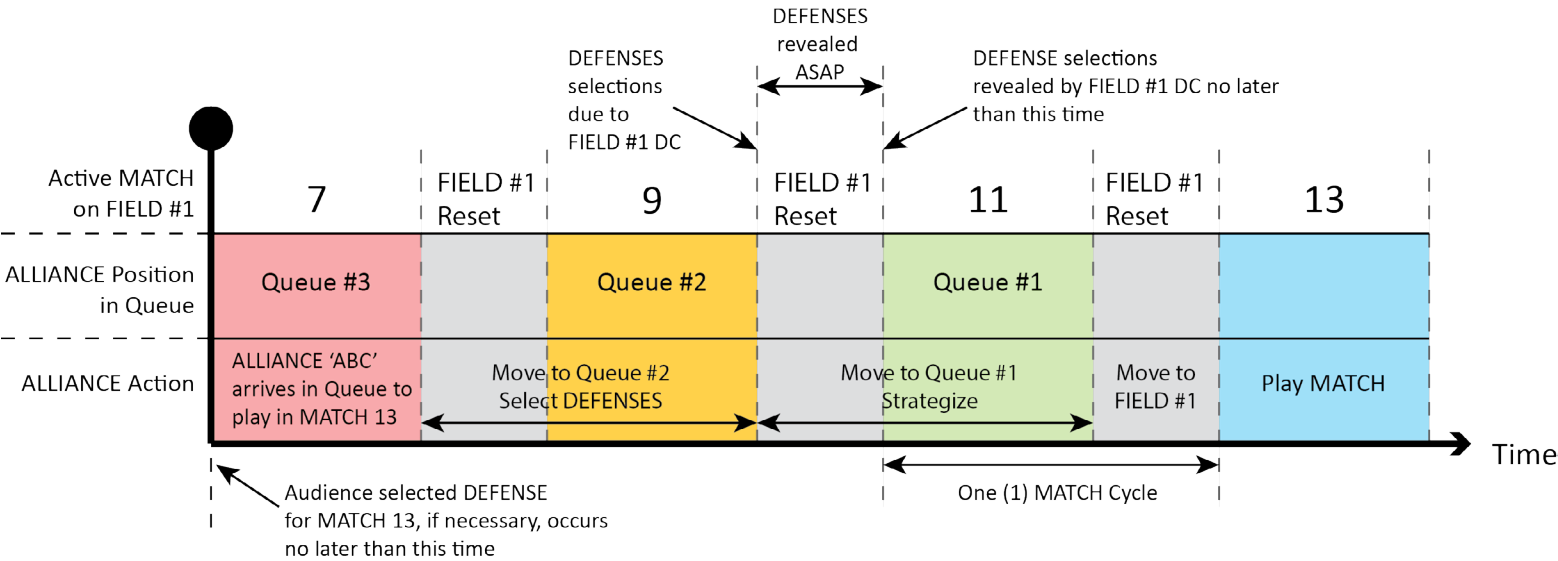 DEFENSES
revealed
ASAP
DEFENSES
selections
due to
FIELD #1 DC
DEFENSE selections
revealed by FIELD #1 DC no later
than this time
Active MATCH
on FIELD #1
7
FIELD #1
Reset
9
FIELD #1
Reset
11
FIELD #1
Reset
13
ALLIANCE Position
in Queue
Queue #3
Queue #2
Queue #1
ALLIANCE Action
ALLIANCE ‘ABC’
arrives in Queue to
play in MATCH 13
Move to Queue #2
Select DEFENSES
Move to Queue #1
Strategize
Move to
FIELD #1
Play MATCH
Time
One (1) MATCH Cycle
Audience selected DEFENSE
for MATCH 13, if necessary, occurs
no later than this time